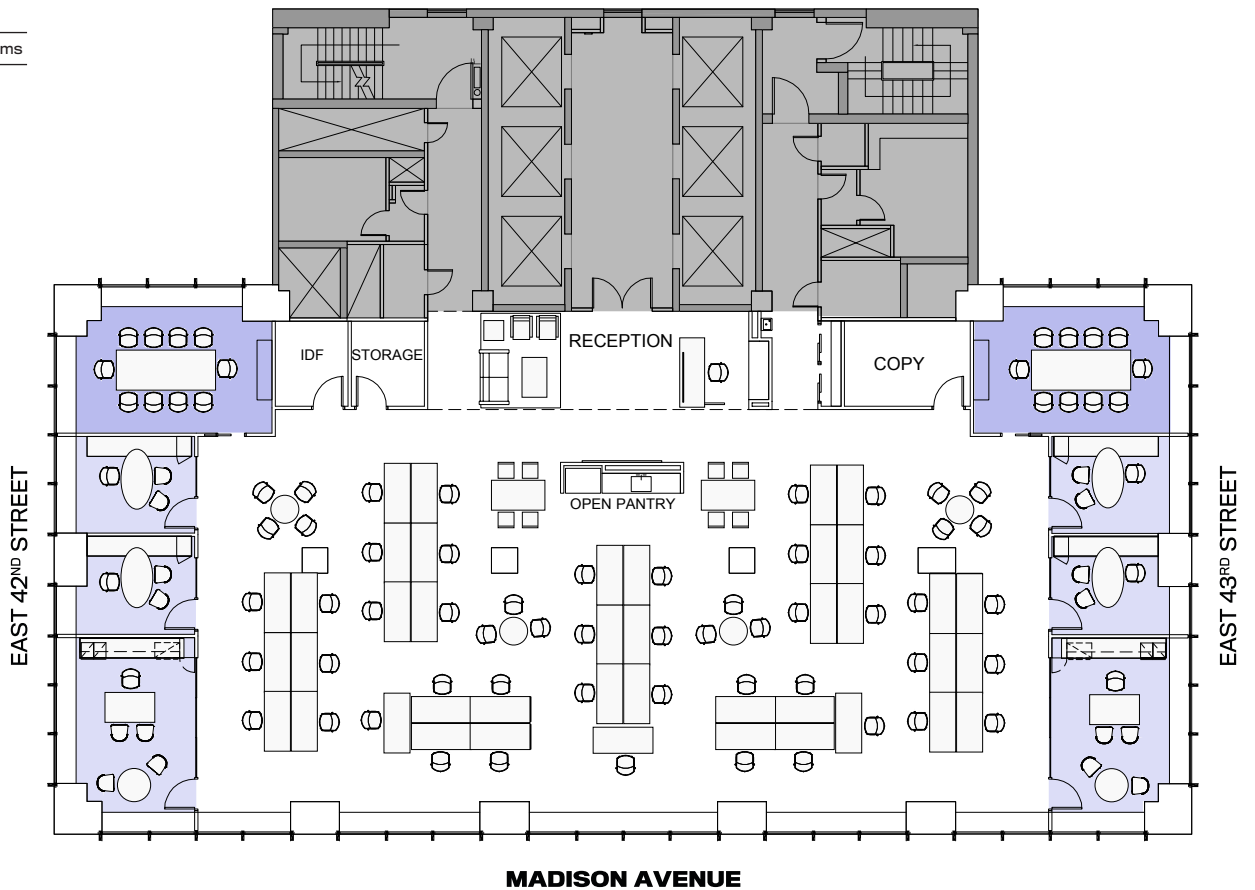 ms
RECEPTION
IDF
STORAGE
COPY
OPEN PANTRY
EAST 42ND STREET
EAST 43RD STREET
MADISON AVENUE